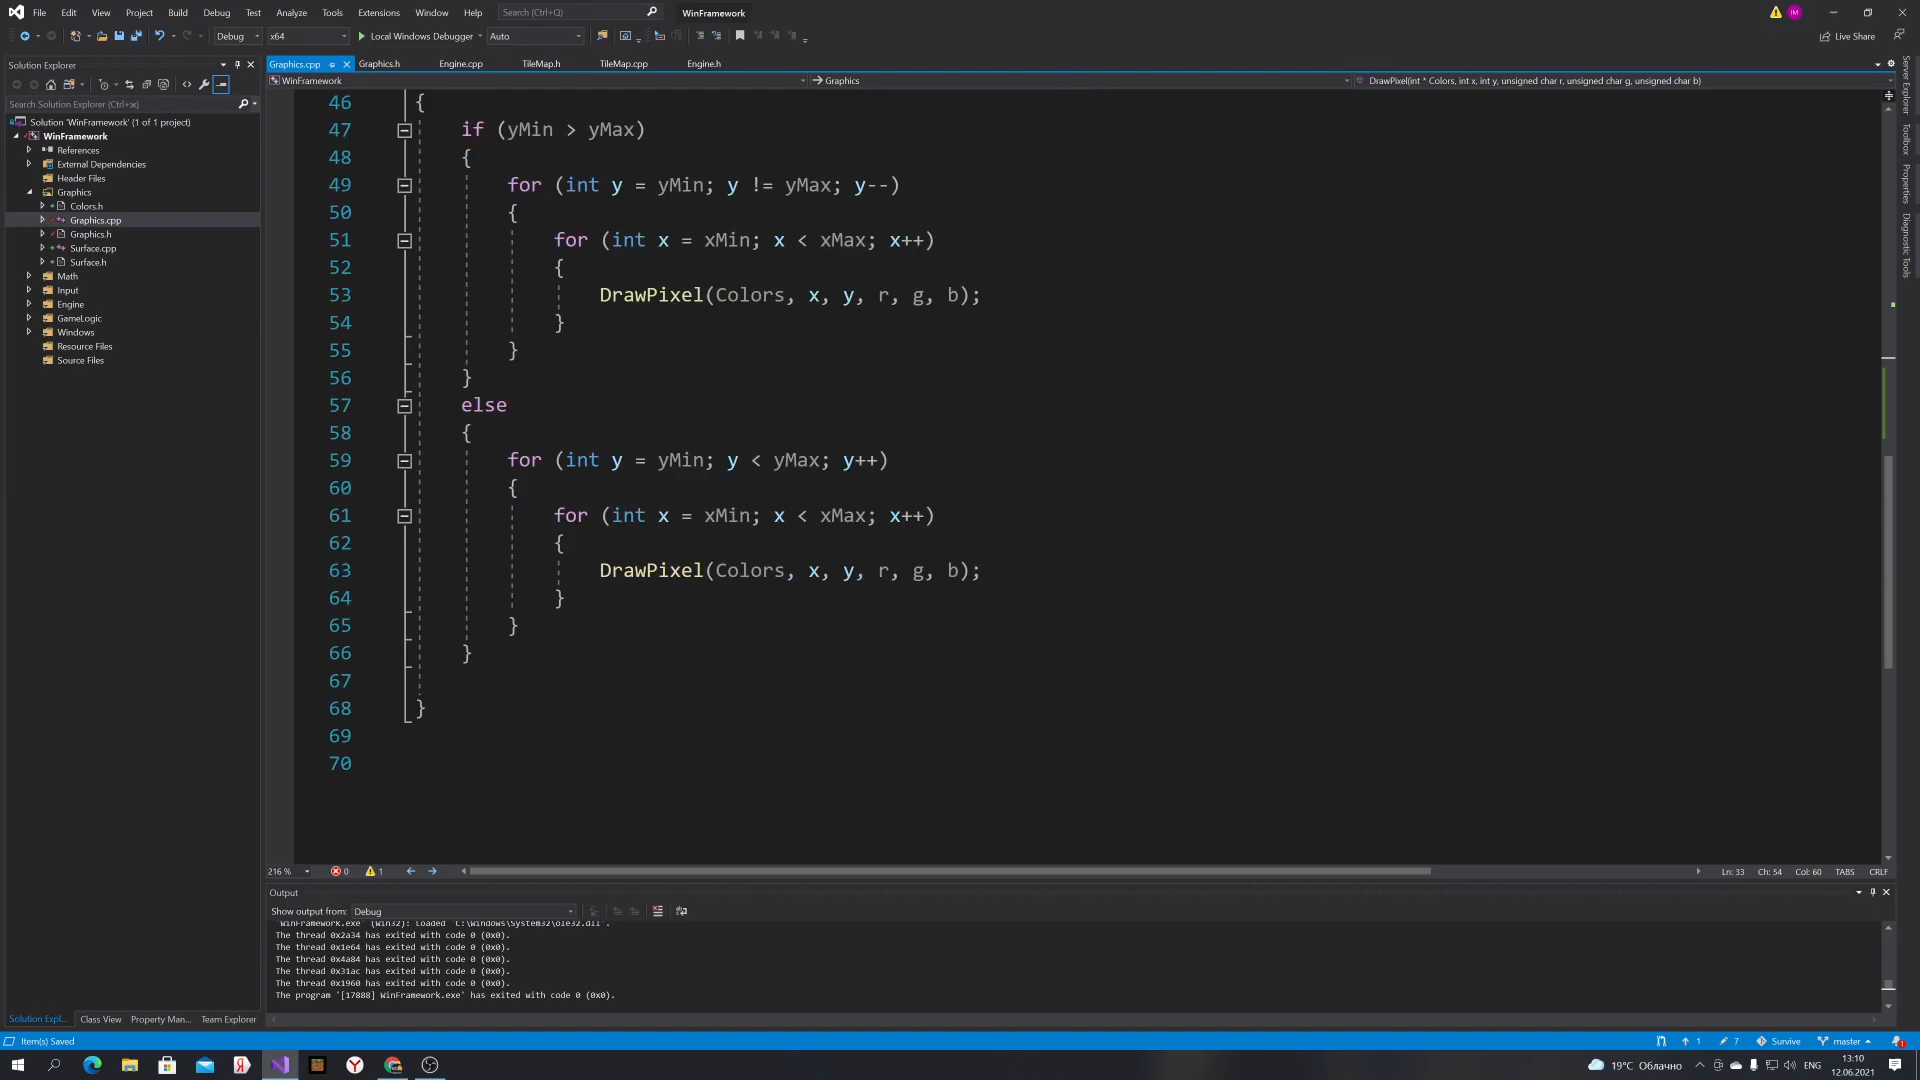 File Edit View Project Build Debug Test Analyze Tools Extensions Window Help Search (Ctrl+Q) WinFramework IM
Debug x64 Local Windows Debugger Auto Live Share
Solution Explorer
Search Solution Explorer (Ctrl+ж)
Solution 'WinFramework' (1 of 1 project)
WinFramework
References
External Dependencies
Header Files
Graphics
Colors.h
Graphics.cpp
Graphics.h
Surface.cpp
Surface.h
Math
Input
Engine
GameLogic
Windows
Resource Files
Source Files
Solution Expl... Class View Property Man... Team Explorer
Graphics.cpp Graphics.h Engine.cpp TileMap.h TileMap.cpp Engine.h
WinFramework Graphics DrawPixel(int * Colors, int x, int y, unsigned char r, unsigned char g, unsigned char b)
46 {
47 if (yMin > yMax)
48 {
49 for (int y = yMin; y != yMax; y--)
50 {
51 for (int x = xMin; x < xMax; x++)
52 {
53 DrawPixel(Colors, x, y, r, g, b);
54 }
55 }
56 }
57 else
58 {
59 for (int y = yMin; y < yMax; y++)
60 {
61 for (int x = xMin; x < xMax; x++)
62 {
63 DrawPixel(Colors, x, y, r, g, b);
64 }
65 }
66 }
67
68 }
69
70
216 % 0 1 Ln: 33 Ch: 54 Col: 60 TABS CRLF
Output
Show output from: Debug
'WinFramework.exe' (Win32): Loaded 'C:\Windows\System32\ole32.dll'.
The thread 0x2a34 has exited with code 0 (0x0).
The thread 0x1e64 has exited with code 0 (0x0).
The thread 0x4a84 has exited with code 0 (0x0).
The thread 0x31ac has exited with code 0 (0x0).
The thread 0x1960 has exited with code 0 (0x0).
The program '[17888] WinFramework.exe' has exited with code 0 (0x0).
Server Explorer
Toolbox
Properties
Diagnostic Tools
Item(s) Saved 1 7 Survive master 1
19°C Облачно ENG 13:10
12.06.2021